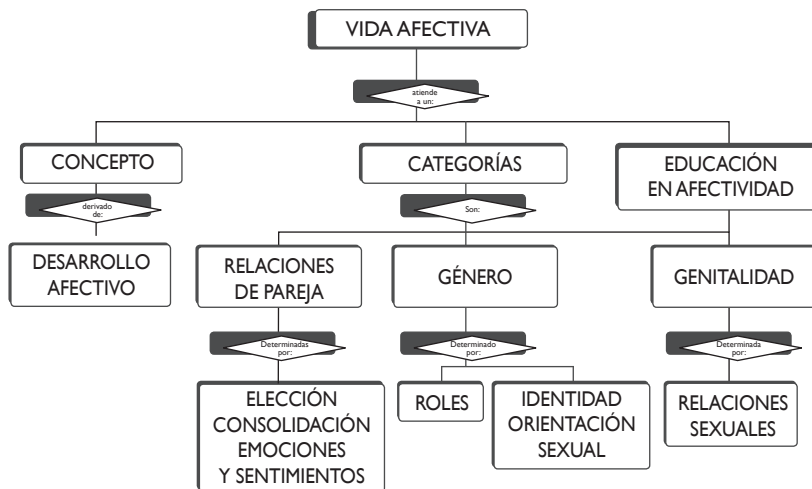 VIDA AFECTIVA
atiende
a un:
CONCEPTO
CATEGORÍAS
EDUCACIÓN
EN AFECTIVIDAD
derivado
de:
Son:
DESARROLLO
AFECTIVO
RELACIONES
DE PAREJA
GÉNERO
GENITALIDAD
Determinadas
por:
Determinado
por:
Determinada
por:
ELECCIÓN
CONSOLIDACIÓN
EMOCIONES
Y SENTIMIENTOS
ROLES
IDENTIDAD
ORIENTACIÓN
SEXUAL
RELACIONES
SEXUALES